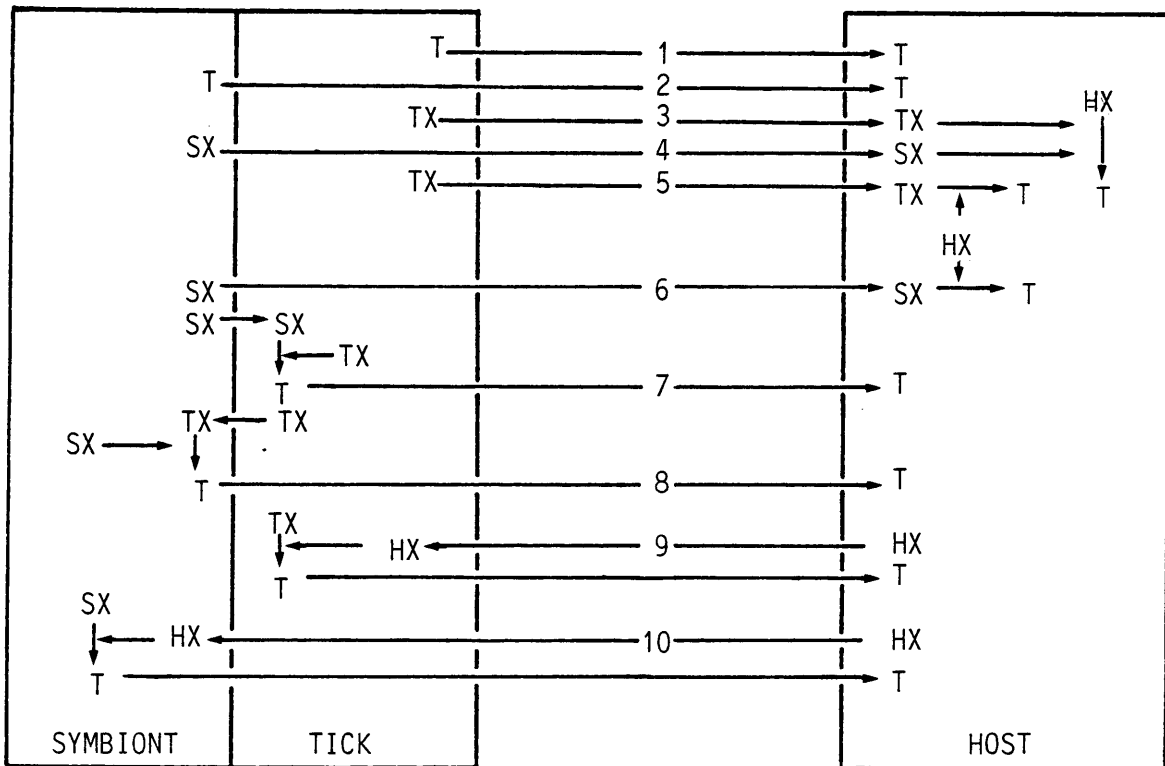 T 1 T
T 2 T
TX 3 TX HX
SX 4 SX
TX 5 TX T T
HX
SX 6 SX T
SX SX
TX
T 7 T
TX TX
SX
T 8 T
TX
HX 9 HX
T T
SX
HX 10 HX
T T
SYMBIONT TICK HOST